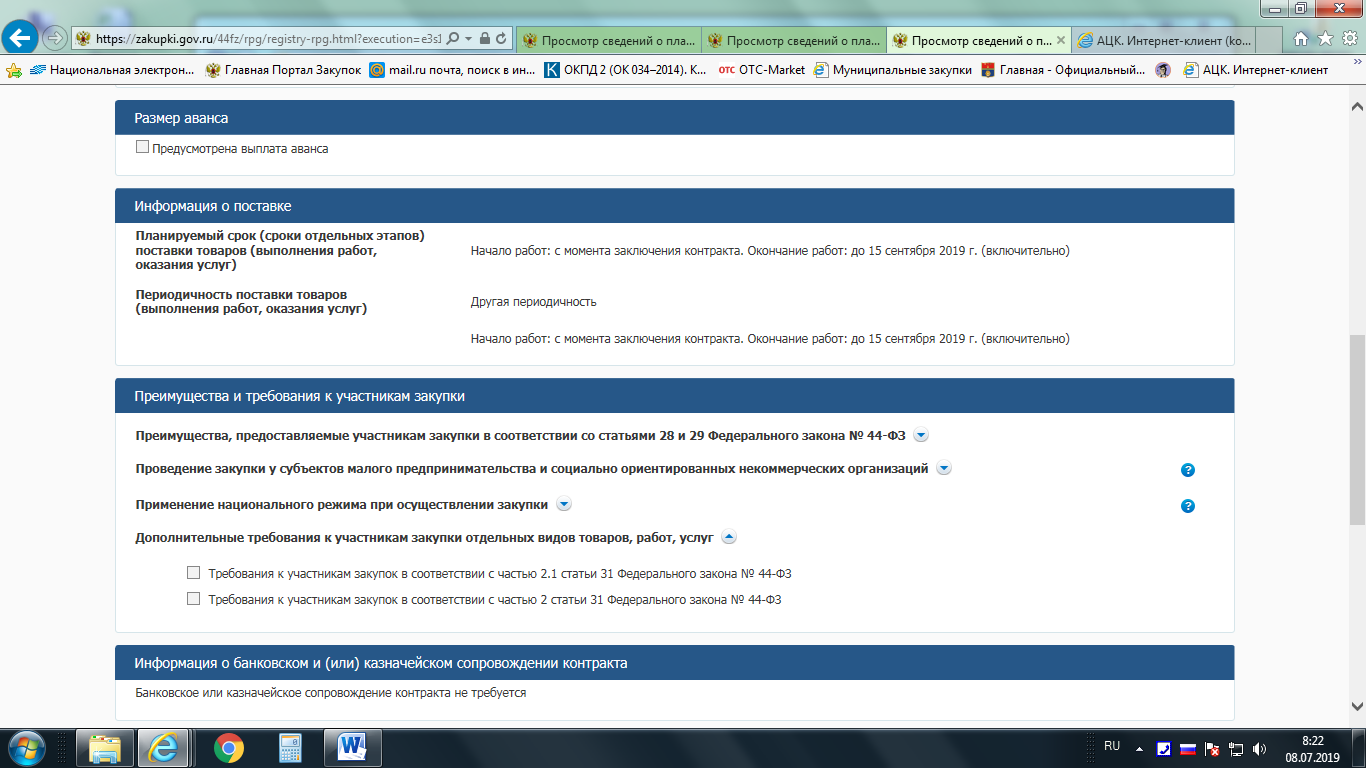 https://zakupki.gov.ru/44fz/rpg/registry-rpg.html?execution=e3s1
Просмотр сведений о пла...
Просмотр сведений о пла...
Просмотр сведений о п...
АЦК. Интернет-клиент (ко...
Национальная электрон...
Главная Портал Закупок
mail.ru почта, поиск в ин...
ОКПД 2 (ОК 034–2014). К...
отс OTC-Market
Муниципальные закупки
Главная - Официальный...
АЦК. Интернет-клиент
Размер аванса
Предусмотрена выплата аванса
Информация о поставке
Планируемый срок (сроки отдельных этапов)
поставки товаров (выполнения работ,
оказания услуг)
Начало работ: с момента заключения контракта. Окончание работ: до 15 сентября 2019 г. (включительно)
Периодичность поставки товаров
(выполнения работ, оказания услуг)
Другая периодичность
Начало работ: с момента заключения контракта. Окончание работ: до 15 сентября 2019 г. (включительно)
Преимущества и требования к участникам закупки
Преимущества, предоставляемые участникам закупки в соответствии со статьями 28 и 29 Федерального закона № 44-ФЗ
Проведение закупки у субъектов малого предпринимательства и социально ориентированных некоммерческих организаций
Применение национального режима при осуществлении закупки
Дополнительные требования к участникам закупки отдельных видов товаров, работ, услуг
Требования к участникам закупок в соответствии с частью 2.1 статьи 31 Федерального закона № 44-ФЗ
Требования к участникам закупок в соответствии с частью 2 статьи 31 Федерального закона № 44-ФЗ
Информация о банковском и (или) казначейском сопровождении контракта
Банковское или казначейское сопровождение контракта не требуется
RU
8:22
08.07.2019